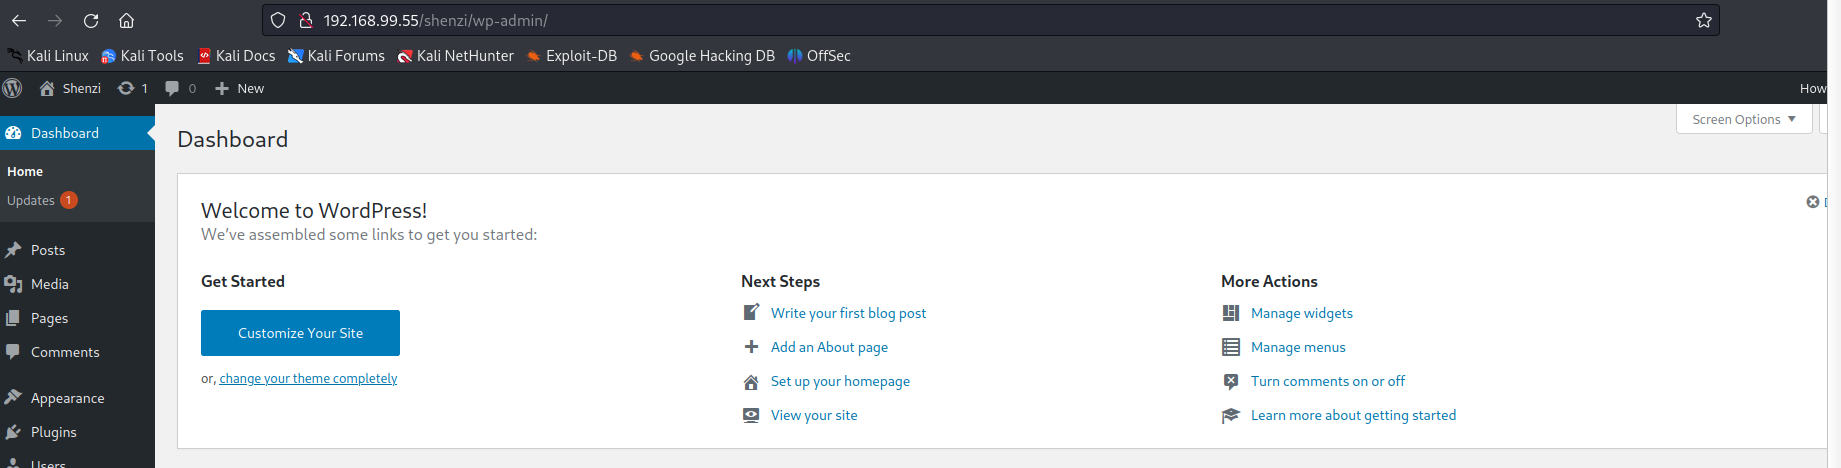 192.168.99.55/shenzi/wp-admin/
Kali Linux Kali Tools Kali Docs Kali Forums Kali NetHunter Exploit-DB Google Hacking DB OffSec
Shenzi 1 0 New How
Dashboard
Home
Updates 1
Posts
Media
Pages
Comments
Appearance
Plugins
Users
Screen Options
Dashboard
Welcome to WordPress!
We've assembled some links to get you started:
Get Started
Customize Your Site
or, change your theme completely
Next Steps
Write your first blog post
Add an About page
Set up your homepage
View your site
More Actions
Manage widgets
Manage menus
Turn comments on or off
Learn more about getting started